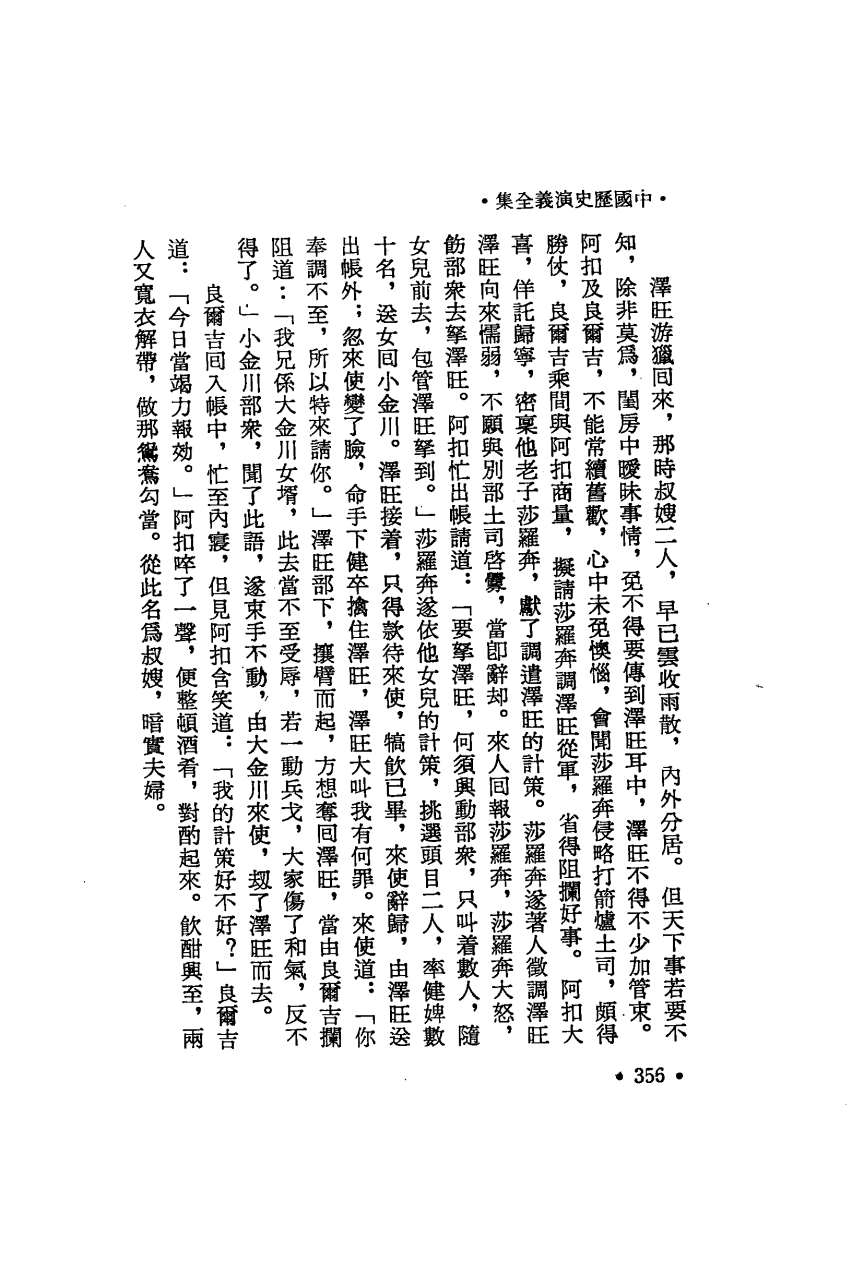 •中國歷史演義全集•
澤旺游獵回來，那時叔嫂二人，早已雲收雨散，內外分居。但天下事若要不
知，除非莫爲，閨房中曖昧事情，免不得要傳到澤旺耳中，澤旺不得不少加管束。
阿扣及良爾吉，不能常續舊歡，心中未免懊惱，會聞莎羅奔侵略打箭爐土司，頗得
勝仗，良爾吉乘間與阿扣商量，擬請莎羅奔調澤旺從軍，省得阻攔好事。阿扣大
喜，佯託歸寧，密稟他老子莎羅奔，獻了調遣澤旺的計策。莎羅奔遂著人徵調澤旺
澤旺向來懦弱，不願與別部土司啓釁，當卽辭却。來人回報莎羅奔，莎羅奔大怒，
飭部衆去拏澤旺。阿扣忙出帳請道：「要拏澤旺，何須興動部衆，只叫着數人，隨
女兒前去，包管澤旺拏到。」莎羅奔遂依他女兒的計策，挑選頭目二人，率健婢數
十名，送女回小金川。澤旺接着，只得款待來使，犒飮已畢，來使辭歸，由澤旺送
出帳外；忽來使變了臉，命手下健卒擒住澤旺，澤旺大叫我有何罪。來使道：「你
奉調不至，所以特來請你。」澤旺部下，攘臂而起，方想奪回澤旺，當由良爾吉攔
阻道：「我兄係大金川女壻，此去當不至受辱，若一動兵戈，大家傷了和氣，反不
得了。」小金川部衆，聞了此語，遂束手不動，由大金川來使，刼了澤旺而去。
良爾吉回入帳中，忙至內寢，但見阿扣含笑道：「我的計策好不好？」良爾吉
道：「今日當竭力報効。」阿扣啐了一聲，便整頓酒肴，對酌起來。飮酣興至，兩
人又寬衣解帶，做那鴛鴦勾當。從此名爲叔嫂，暗實夫婦。
•356•